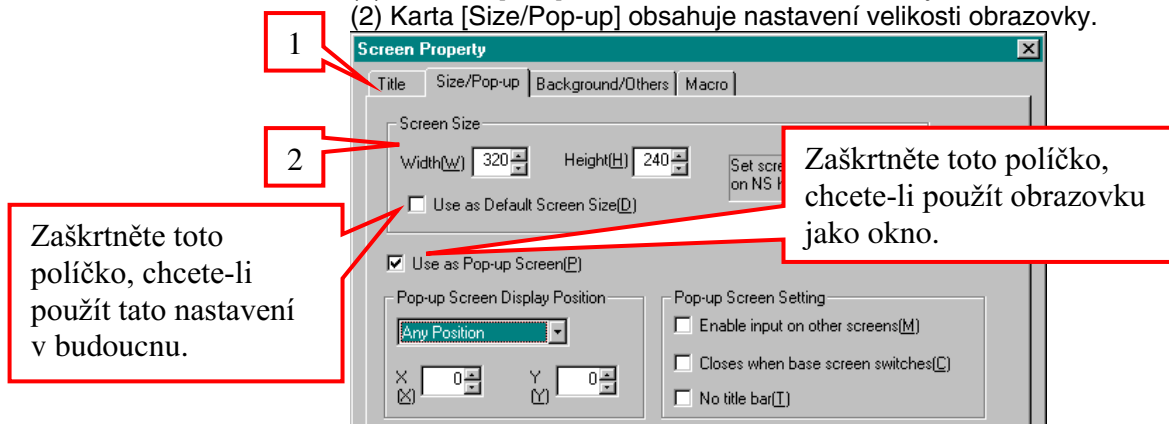 (2) Karta [Size/Pop-up] obsahuje nastavení velikosti obrazovky.
1
Screen Property
Title Size/Pop-up Background/Others Macro
Screen Size
2
Width(W) 320 Height(H) 240
Set
on NS
Use as Default Screen Size(D)
Zaškrtněte toto políčko,
chcete-li použít obrazovku
jako okno.
Zaškrtněte toto
políčko, chcete-li
použít tato nastavení
v budoucnu.
Use as Pop-up Screen(P)
Pop-up Screen Display Position
Any Position
X 0 Y 0
(X) (Y)
Pop-up Screen Setting
Enable input on other screens(M)
Closes when base screen switches(C)
No title bar(T)